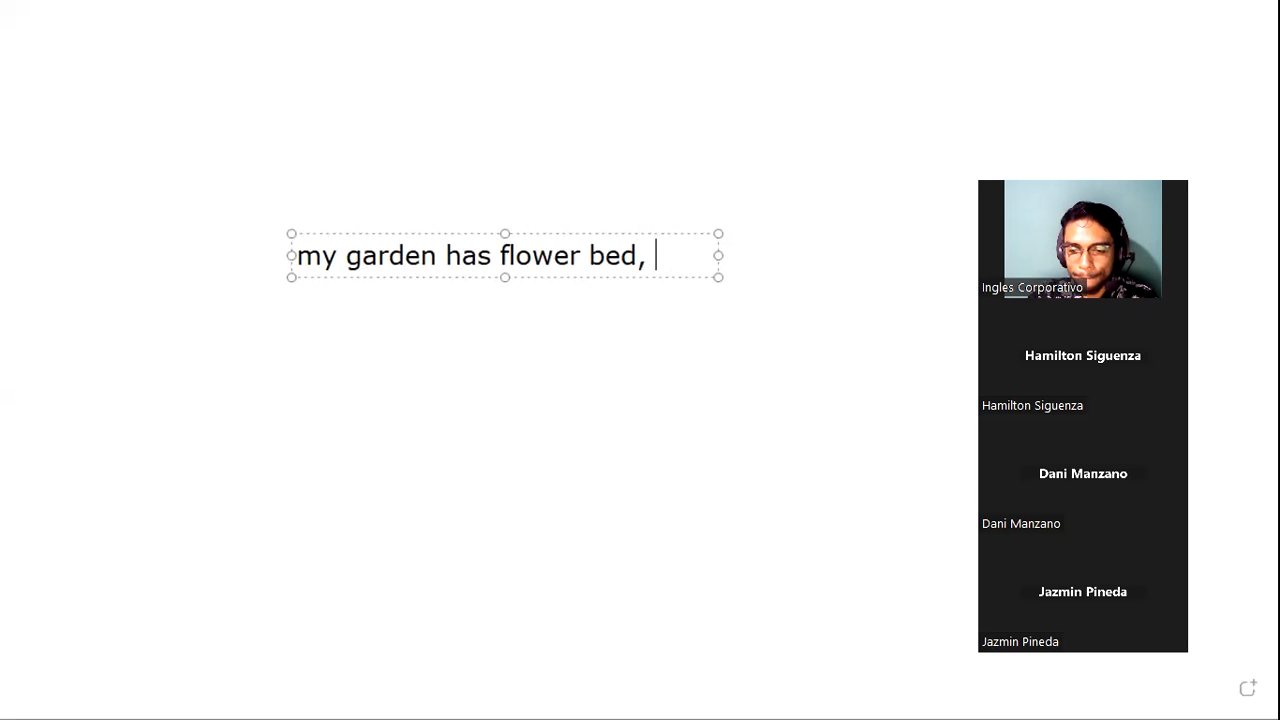 my garden has flower bed,
Ingles Corporativo
Hamilton Siguenza
Hamilton Siguenza
Dani Manzano
Dani Manzano
Jazmin Pineda
Jazmin Pineda